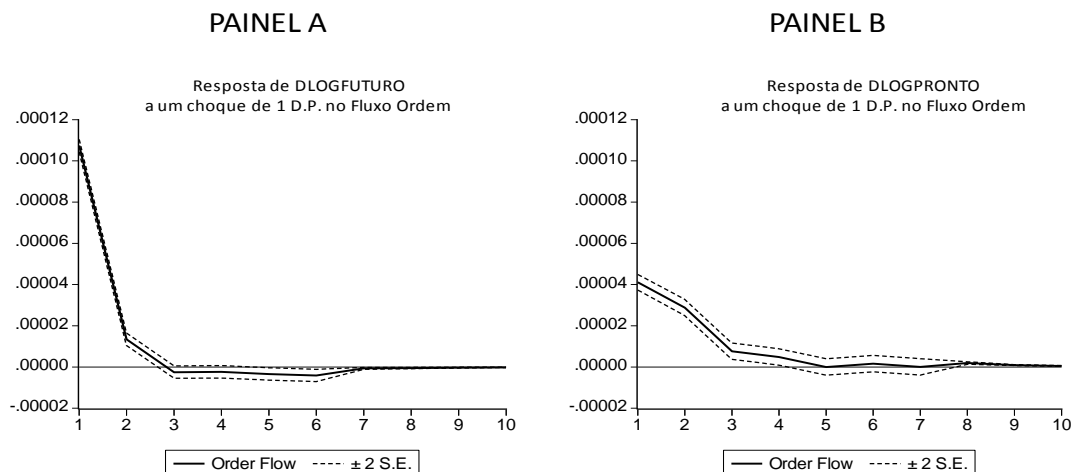 PAINEL A
Resposta de DLOGFUTURO
a um choque de 1 D.P. no Fluxo Ordem
.00012
.00010
.00008
.00006
.00004
.00002
.00000
-.00002
1 2 3 4 5 6 7 8 9 10
Order Flow ± 2 S.E.
PAINEL B
Resposta de DLOGPRONTO
a um choque de 1 D.P. no Fluxo Ordem
.00012
.00010
.00008
.00006
.00004
.00002
.00000
-.00002
1 2 3 4 5 6 7 8 9 10
Order Flow ± 2 S.E.